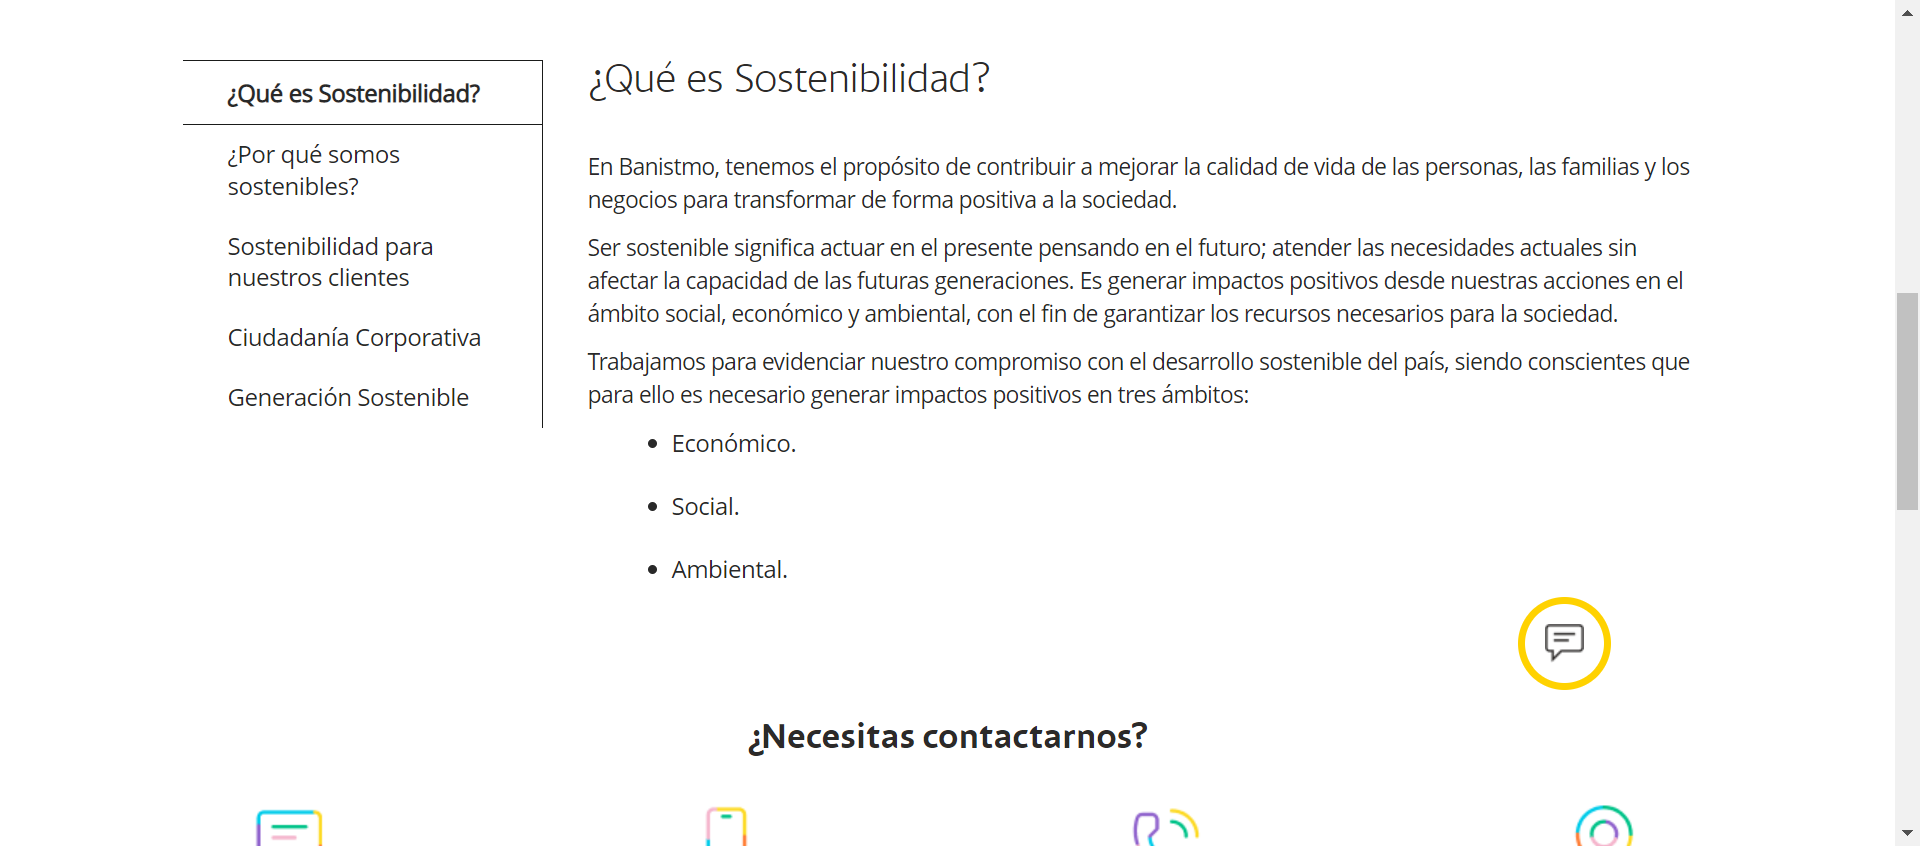 ¿Qué es Sostenibilidad?
¿Por qué somos
sostenibles?
Sostenibilidad para
nuestros clientes
Ciudadanía Corporativa
Generación Sostenible
¿Qué es Sostenibilidad?
En Banistmo, tenemos el propósito de contribuir a mejorar la calidad de vida de las personas, las familias y los
negocios para transformar de forma positiva a la sociedad.
Ser sostenible significa actuar en el presente pensando en el futuro; atender las necesidades actuales sin
afectar la capacidad de las futuras generaciones. Es generar impactos positivos desde nuestras acciones en el
ámbito social, económico y ambiental, con el fin de garantizar los recursos necesarios para la sociedad.
Trabajamos para evidenciar nuestro compromiso con el desarrollo sostenible del país, siendo conscientes que
para ello es necesario generar impactos positivos en tres ámbitos:
• Económico.
• Social.
• Ambiental.
¿Necesitas contactarnos?